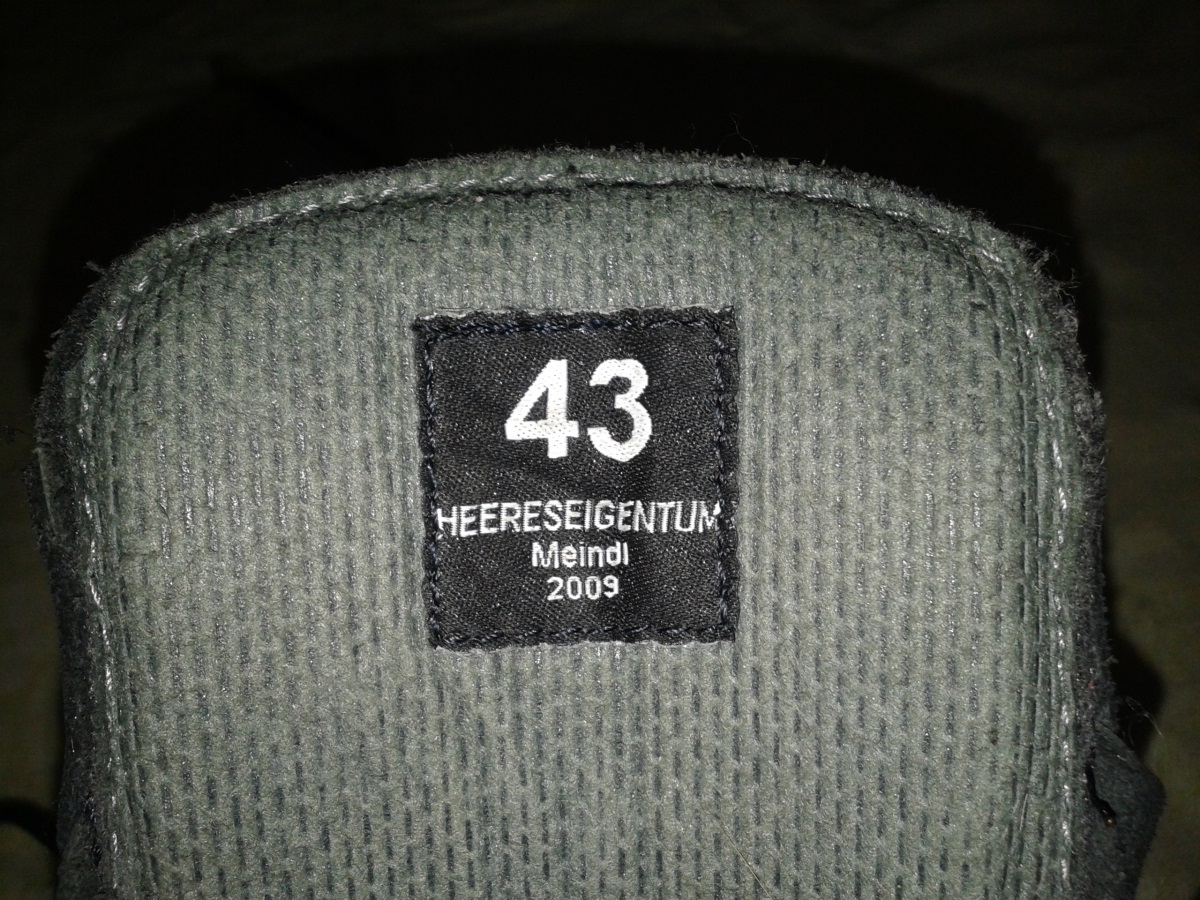 43
HEERESEIGENTUM
Meindl
2009